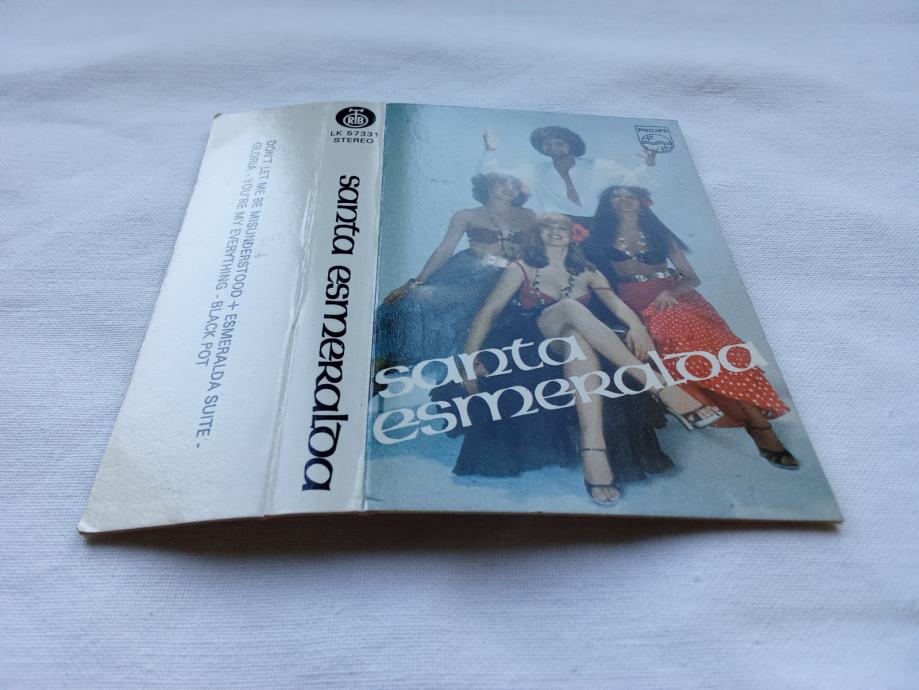 DON'T LET ME BE MISUNDERSTOOD + ESMERALDA SUITE -
GLORIA - YOU'RE MY EVERYTHING - BLACK POT
RTB
LK 57331
STEREO
santa esmeralda
PHILIPS
santa
esmeralda